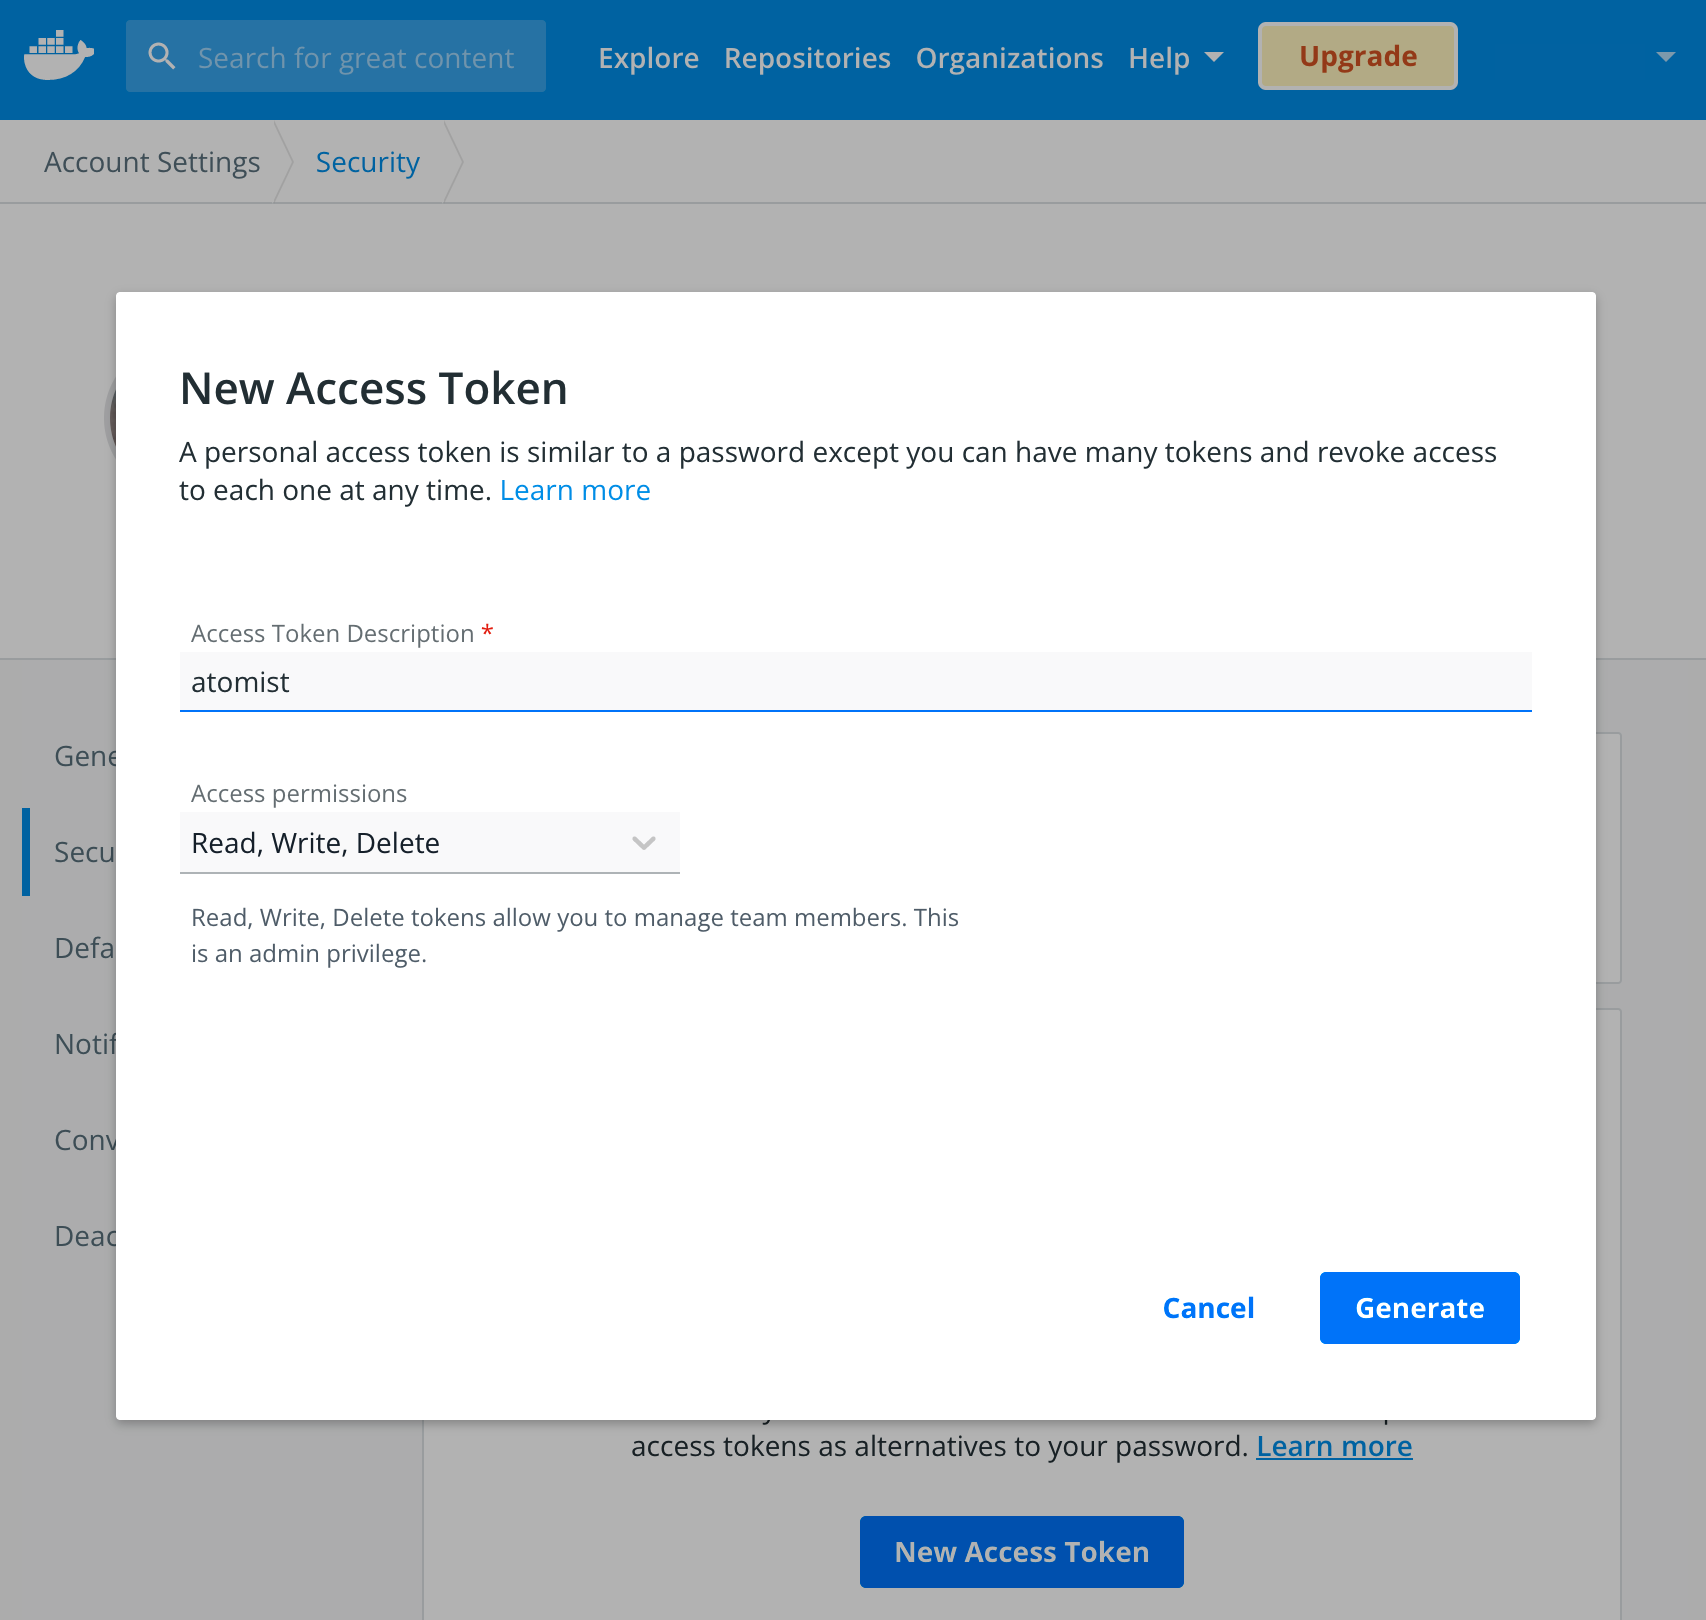 Search for great content
Explore Repositories Organizations Help
Upgrade
Account Settings
Security
New Access Token
A personal access token is similar to a password except you can have many tokens and revoke access
to each one at any time. Learn more
Access Token Description *
atomist
Access permissions
Read, Write, Delete
Read, Write, Delete tokens allow you to manage team members. This
is an admin privilege.
Cancel
Generate
Gene
Secu
Defa
Notif
Conv
Deac
access tokens as alternatives to your password. Learn more
New Access Token